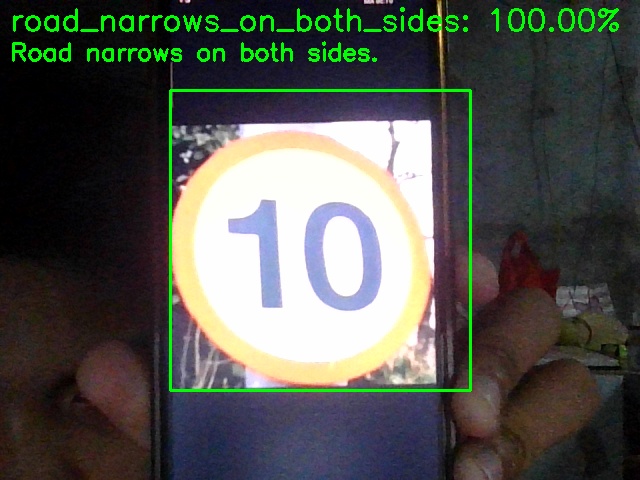 road_narrows_on_both_sides: 100.00%
Road narrows on both sides.
10